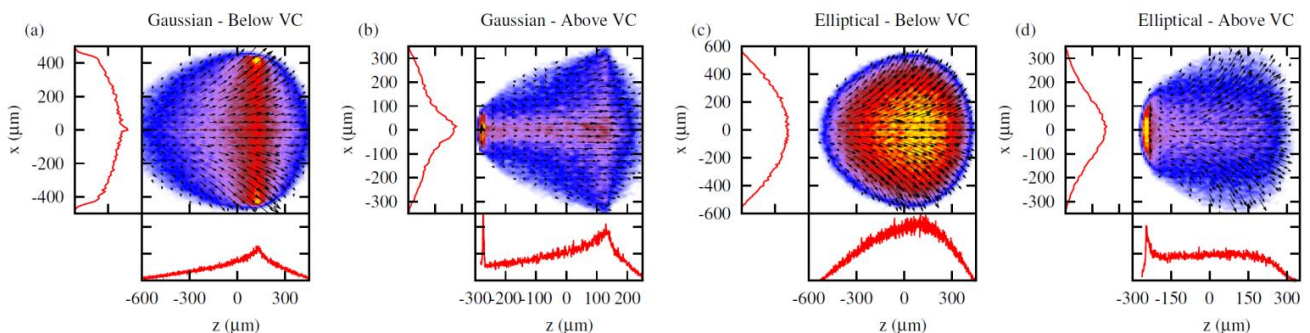 (a) Gaussian - Below VC
x (μm)
400
200
0
-200
-400
-600 -300 0 300
z (μm)
(b) Gaussian - Above VC
x (μm)
300
200
100
0
-100
-200
-300
-300 -200 -100 0 100 200
z (μm)
(c) Elliptical - Below VC
x (μm)
600
400
200
0
-200
-400
-600
-600 -300 0 300
z (μm)
(d) Elliptical - Above VC
x (μm)
300
200
100
0
-100
-200
-300
-300 -150 0 150 300
z (μm)